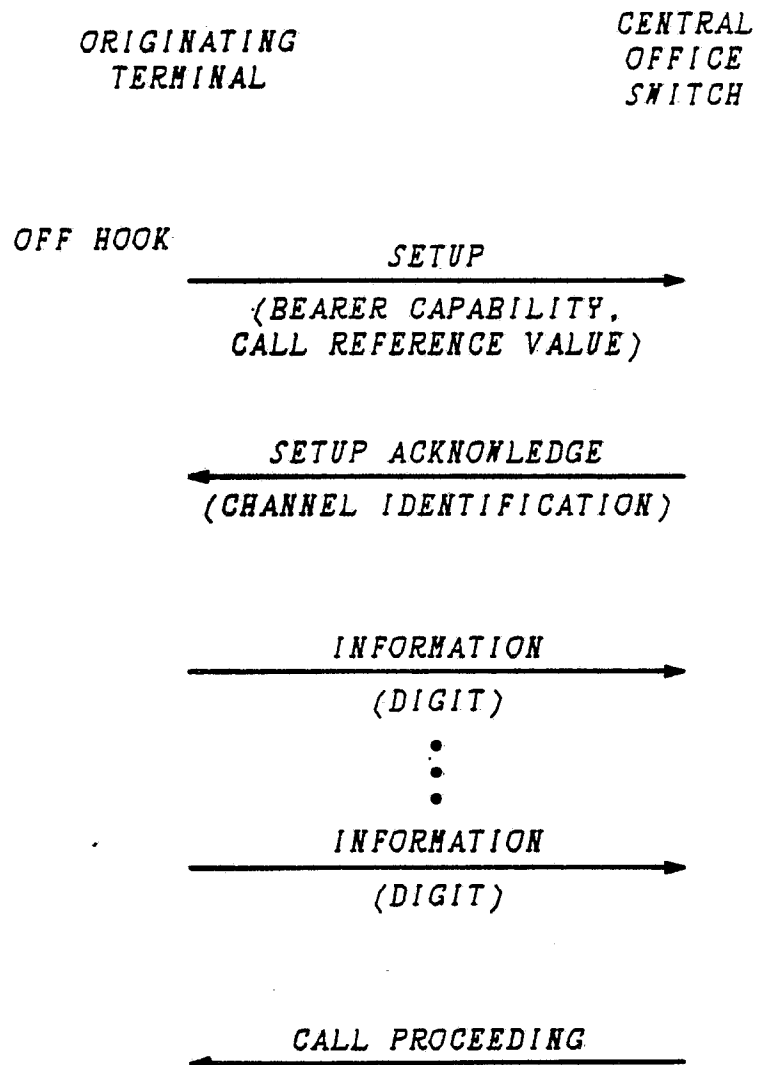 ORIGINATING
TERMINAL
CENTRAL
OFFICE
SWITCH
OFF HOOK
SETUP
(BEARER CAPABILITY,
CALL REFERENCE VALUE)
SETUP ACKNOWLEDGE
(CHANNEL IDENTIFICATION)
INFORMATION
(DIGIT)
INFORMATION
(DIGIT)
CALL PROCEEDING